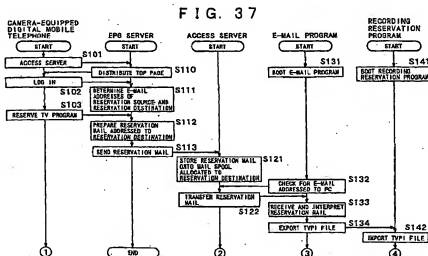 FIG. 37
CAMERA-EQUIPPED
DIGITAL MOBILE
TELEPHONE
EPG SERVER
ACCESS SERVER
E-MAIL PROGRAM
RECORDING
RESERVATION
PROGRAM
START
START
START
START
START
S101
ACCESS SERVER
S110
DISTRIBUTE TOP PAGE
S131
BOOT E-MAIL PROGRAM
S141
BOOT RECORDING
RESERVATION PROGRAM
LOG IN
S102
S111
DETERMINE E-MAIL
ADDRESSES OF
RESERVATION SOURCE AND
RESERVATION DESTINATION
S103
RESERVE TV PROGRAM
S112
PREPARE RESERVATION
MAIL ADDRESSED TO
RESERVATION DESTINATION
S113
SEND RESERVATION MAIL
S121
STORE RESERVATION MAIL
ONTO MAIL SPOOL
ALLOCATED TO
RESERVATION DESTINATION
S132
CHECK FOR E-MAIL
ADDRESSED TO PC
TRANSFER RESERVATION
MAIL
S122
S133
RECEIVE AND INTERPRET
RESERVATION MAIL
S134
EXPORT TVPI FILE
S142
EXPORT TVPI FILE
1
END
2
3
4